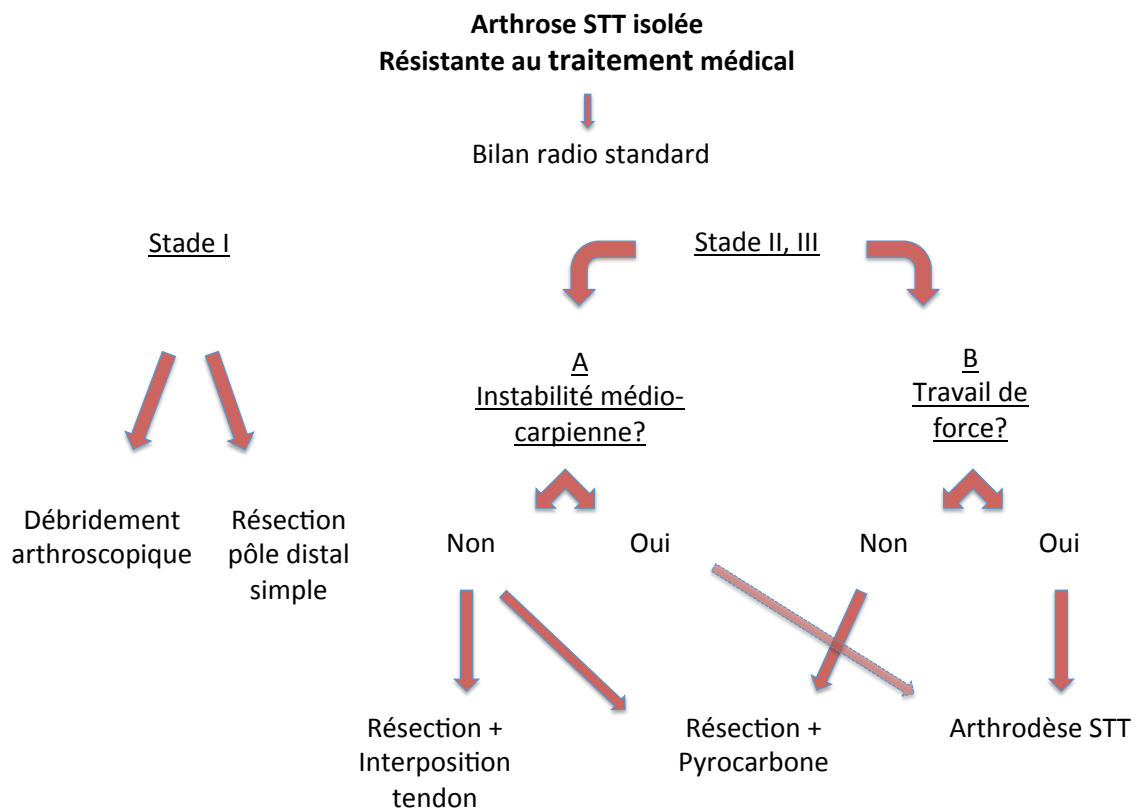 Arthrose STT isolée
Résistante au traitement médical
Bilan radio standard
Stade I
Stade II, III
A
Instabilité médio-
carpienne?
B
Travail de
force?
Débridement
arthroscopique
Résection
pôle distal
simple
Non
Oui
Non
Oui
Résection +
Interposition
tendon
Résection +
Pyrocarbone
Arthrodèse STT